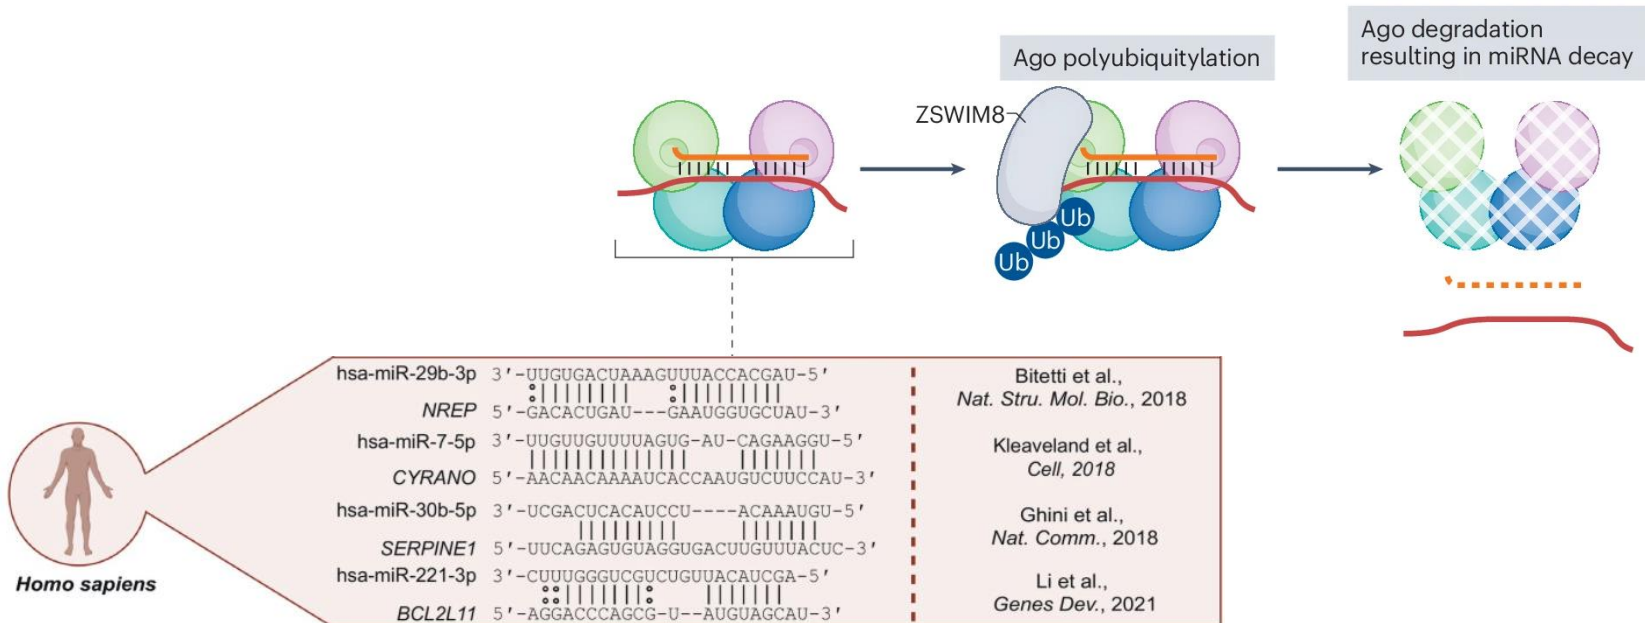 Ago polyubiquitylation
Ago degradation
resulting in miRNA decay
ZSWIM8
Ub
Ub
Ub
hsa-miR-29b-3p 3′-UUGUGACUAAAGUUUACCACGAU-5′
NREP 5′-GACACUGAU---GAAUGGUGCUAU-3′
Bitetti et al.,
Nat. Stru. Mol. Bio., 2018
hsa-miR-7-5p 3′-UUGUUGUUUUAGUG-AU-CAGAAGGU-5′
CYRANO 5′-AACAACAAAAUCACCAAUGUCUUCCAU-3′
Kleaveland et al.,
Cell, 2018
hsa-miR-30b-5p 3′-UCGACUCACAUCCU----ACAAAUGU-5′
SERPINE1 5′-UUCAGAGUGUAGGUGACUUGUUUACUC-3′
Ghini et al.,
Nat. Comm., 2018
hsa-miR-221-3p 3′-CUUUGGGUCGUCUGUUACAUCGA-5′
BCL2L11 5′-AGGACCCAGCG-U--AUGUAGCAU-3′
Li et al.,
Genes Dev., 2021
Homo sapiens